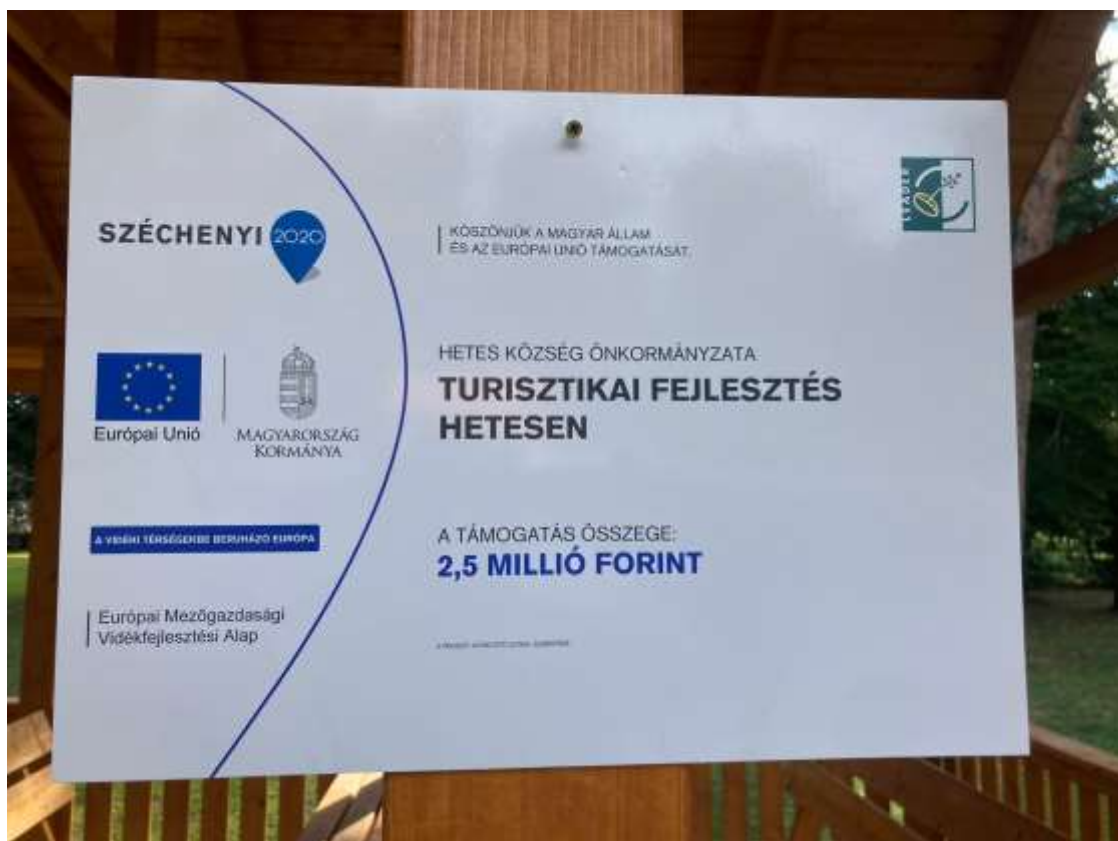 SZÉCHENYI 2020
KÖSZÖNJÜK A MAGYAR ÁLLAM
ÉS AZ EURÓPAI UNIÓ TÁMOGATÁSÁT.
LEADER
Európai Unió
MAGYARORSZÁG
KORMÁNYA
HETES KÖZSÉG ÖNKORMÁNYZATA
TURISZTIKAI FEJLESZTÉS
HETESEN
A VIDÉKI TÉRSÉGEKBE BERUHÁZÓ EURÓPA
A TÁMOGATÁS ÖSSZEGE:
2,5 MILLIÓ FORINT
Európai Mezőgazdasági
Vidékfejlesztési Alap